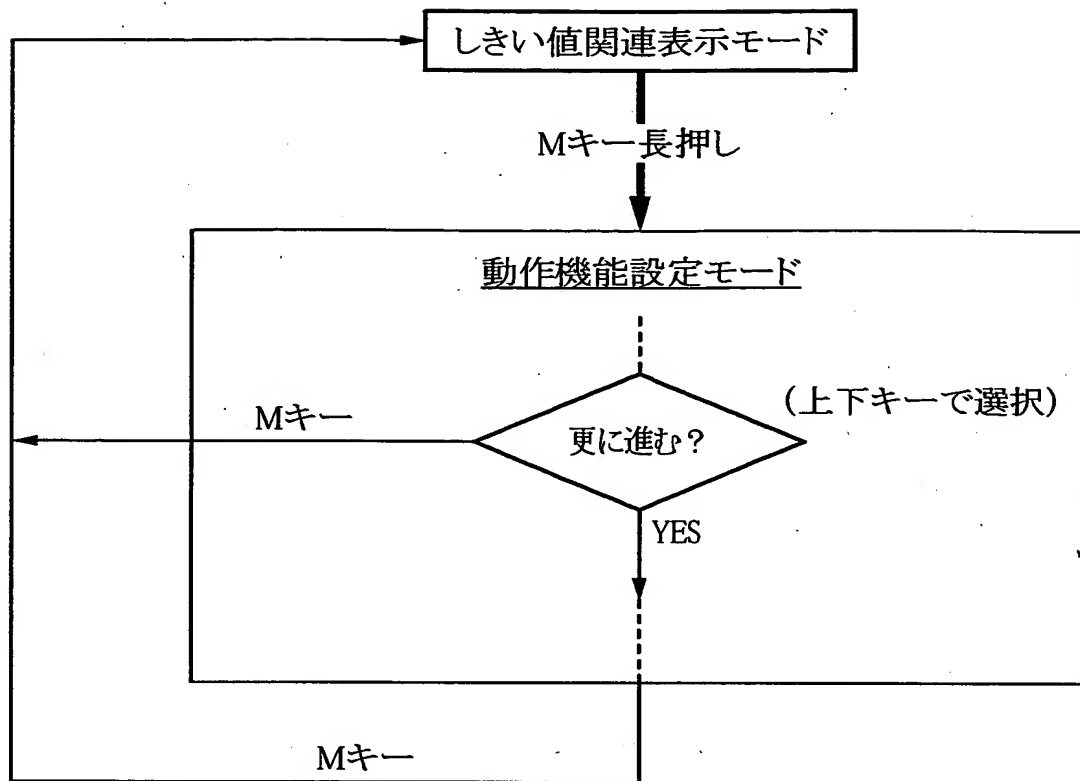 しきい値関連表示モード
Mキー長押し
動作機能設定モード
(上下キーで選択)
Mキー
更に進む?
YES
Mキー